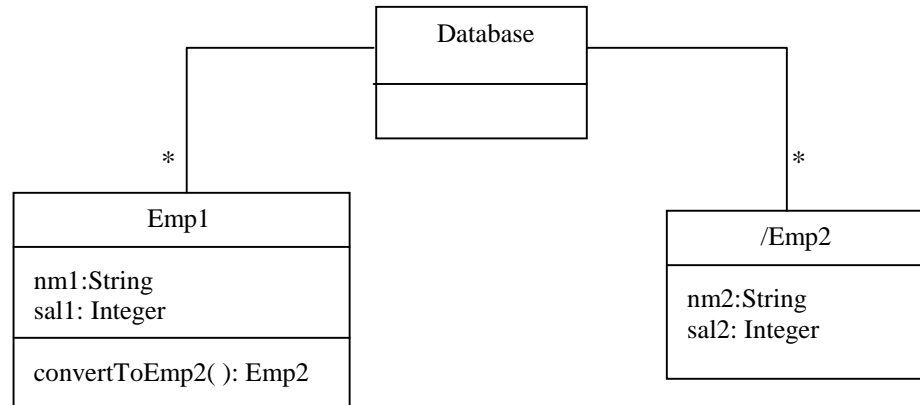 Database
*
*
Emp1
nm1:String
sal1: Integer
convertToEmp2( ): Emp2
/Emp2
nm2:String
sal2: Integer